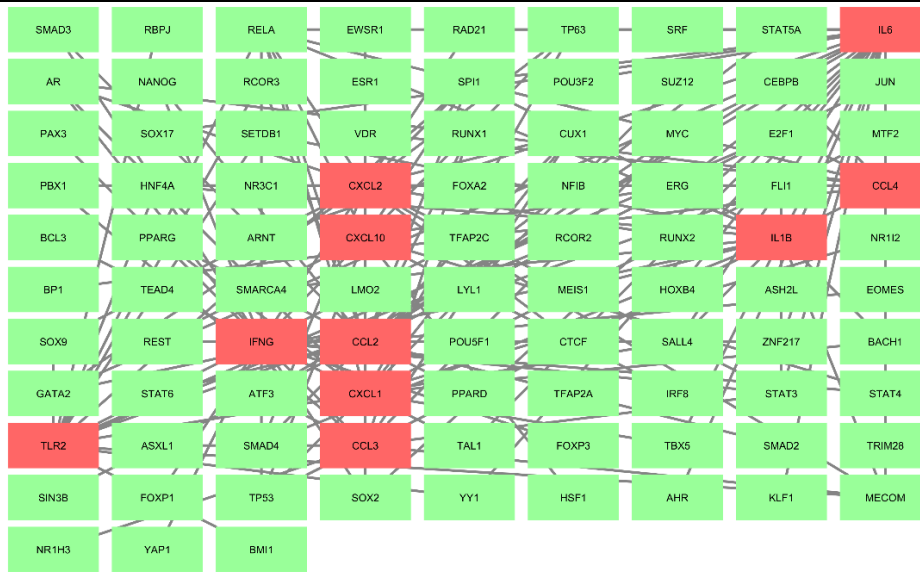 SMAD3 RBPJ RELA EWSR1 RAD21 TP63 SRF STAT5A IL6
AR NANOG RCOR3 ESR1 SPI1 POU3F2 SUZ12 CEBPB JUN
PAX3 SOX17 SETDB1 VDR RUNX1 CUX1 MYC E2F1 MTF2
PBX1 HNF4A NR3C1 CXCL2 FOXA2 NFIB ERG FLI1 CCL4
BCL3 PPARG ARNT CXCL10 TFAP2C RCOR2 RUNX2 IL1B NR1I2
BP1 TEAD4 SMARCA4 LMO2 LYL1 MEIS1 HOXB4 ASH2L EOMES
SOX9 REST IFNG CCL2 POU5F1 CTCF SALL4 ZNF217 BACH1
GATA2 STAT6 ATF3 CXCL1 PPARD TFAP2A IRF8 STAT3 STAT4
TLR2 ASXL1 SMAD4 CCL3 TAL1 FOXP3 TBX5 SMAD2 TRIM28
SIN3B FOXP1 TP53 SOX2 YY1 HSF1 AHR KLF1 MECOM
NR1H3 YAP1 BMI1